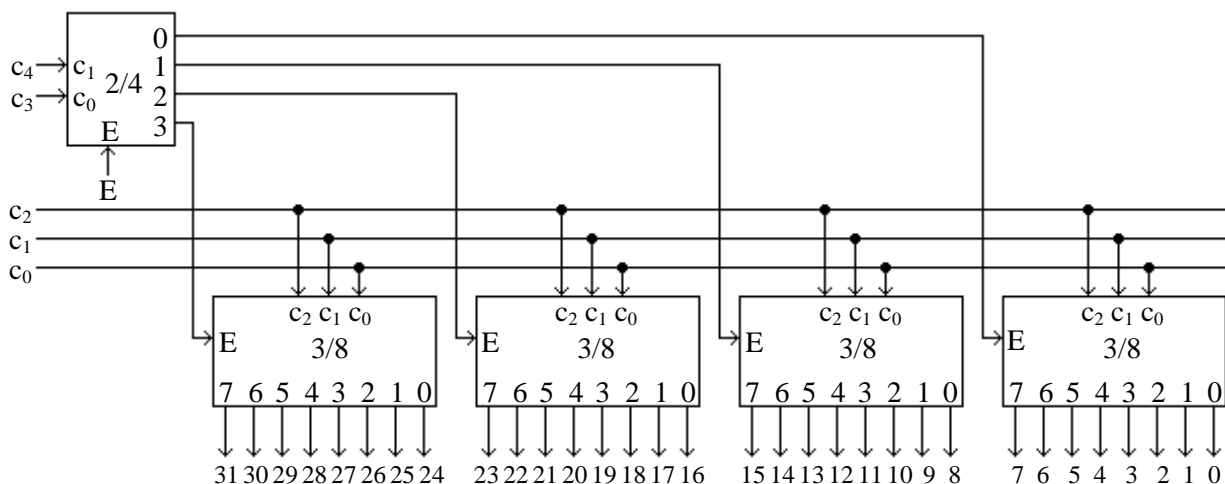 0
c₄ c₁ 1
2/4
c₃ c₀ 2
E 3
E
c₂
c₁
c₀
c₂ c₁ c₀ c₂ c₁ c₀ c₂ c₁ c₀ c₂ c₁ c₀
E 3/8 E 3/8 E 3/8 E 3/8
7 6 5 4 3 2 1 0 7 6 5 4 3 2 1 0 7 6 5 4 3 2 1 0 7 6 5 4 3 2 1 0
31 30 29 28 27 26 25 24 23 22 21 20 19 18 17 16 15 14 13 12 11 10 9 8 7 6 5 4 3 2 1 0